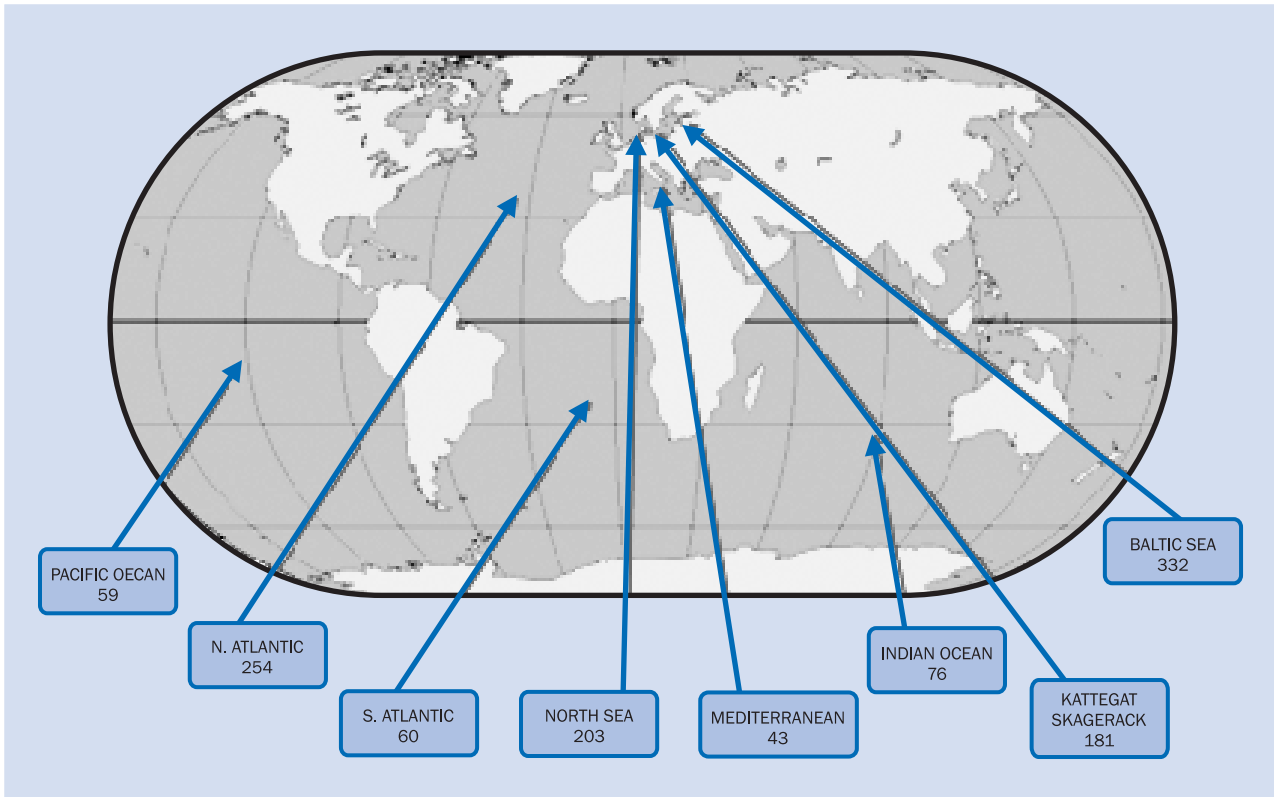 PACIFIC OECAN
59
N. ATLANTIC
254
S. ATLANTIC
60
NORTH SEA
203
MEDITERRANEAN
43
INDIAN OCEAN
76
KATTEGAT
SKAGERACK
181
BALTIC SEA
332